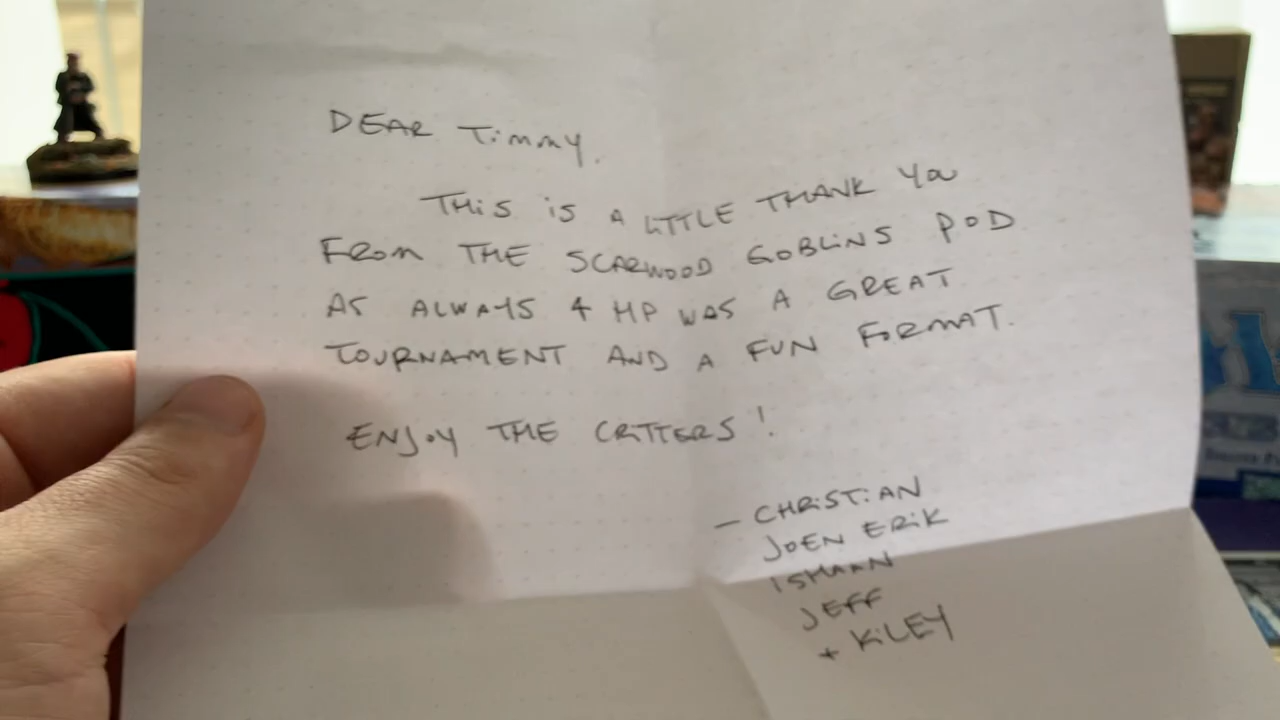 DEAR Timmy,
THiS iS A LiTTLE THANK YOU
FROM THE SCARWOOD GOBLiNS POD
AS ALWAYS 4 HP WAS A GREAT
TOURNAMENT AND A FUN FORMAT.
ENJOY THE CRiTTERS!
— CHRiSTiAN
JOEN ERiK
ISMAAN
JEFF
+ KiLEY